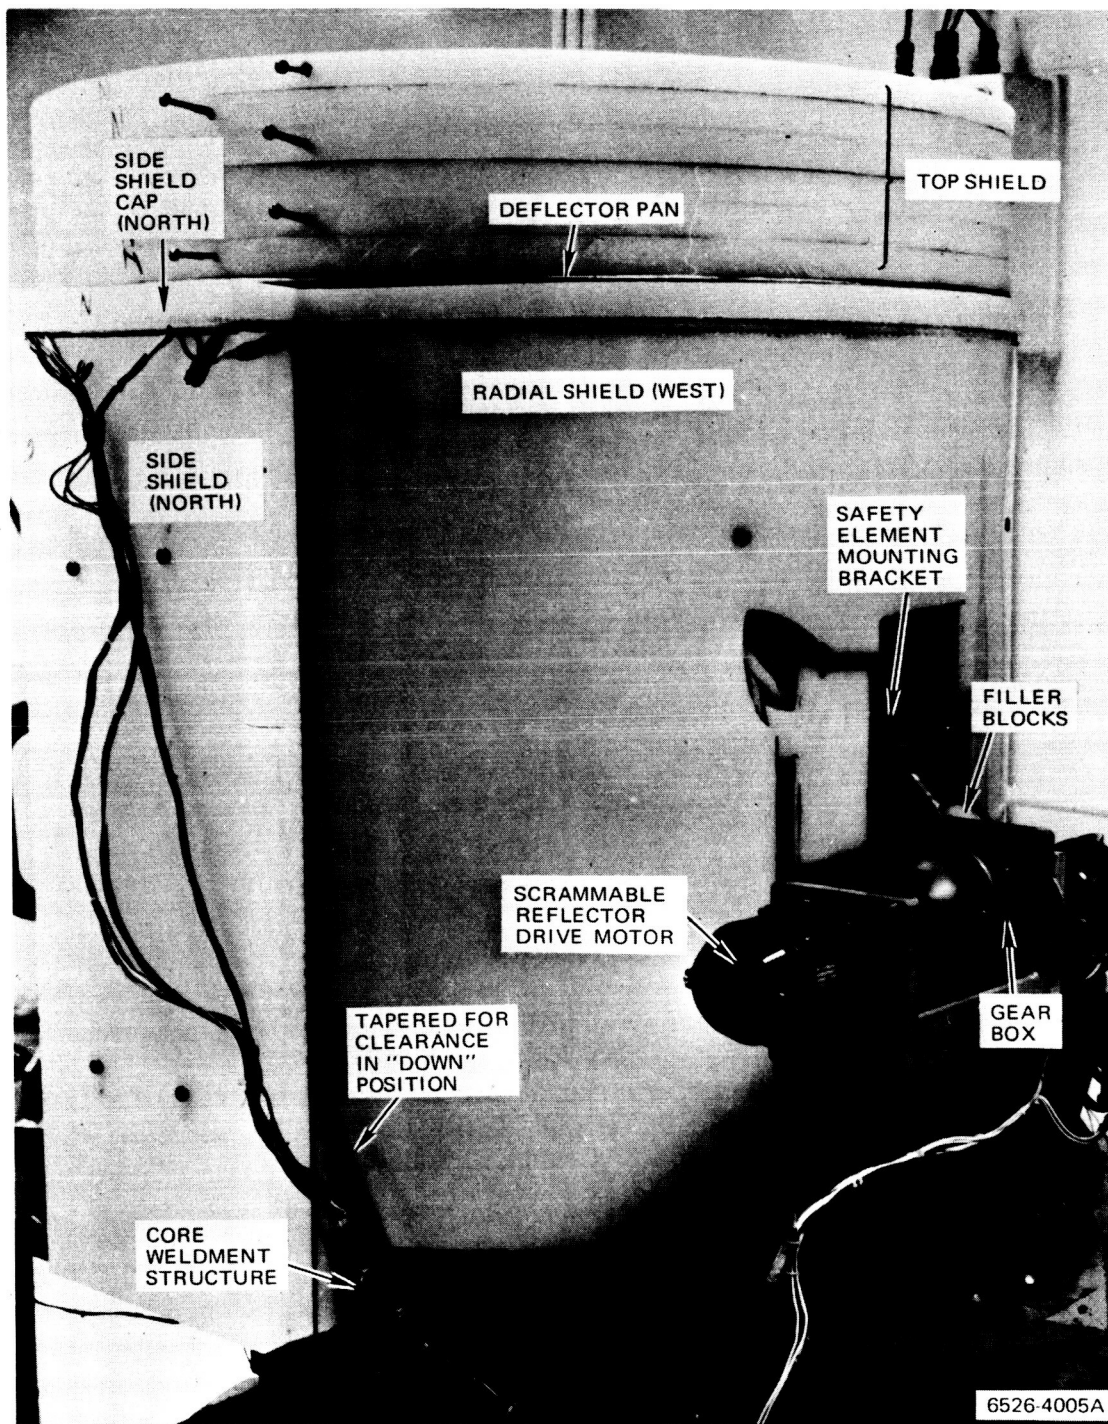 SIDE
SHIELD
CAP
(NORTH)
TOP SHIELD
DEFLECTOR PAN
N
N
N
RADIAL SHIELD (WEST)
SIDE
SHIELD
(NORTH)
SAFETY
ELEMENT
MOUNTING
BRACKET
FILLER
BLOCKS
SCRAMMABLE
REFLECTOR
DRIVE MOTOR
GEAR
BOX
TAPERED FOR
CLEARANCE
IN "DOWN"
POSITION
CORE
WELDMENT
STRUCTURE
6526-4005A